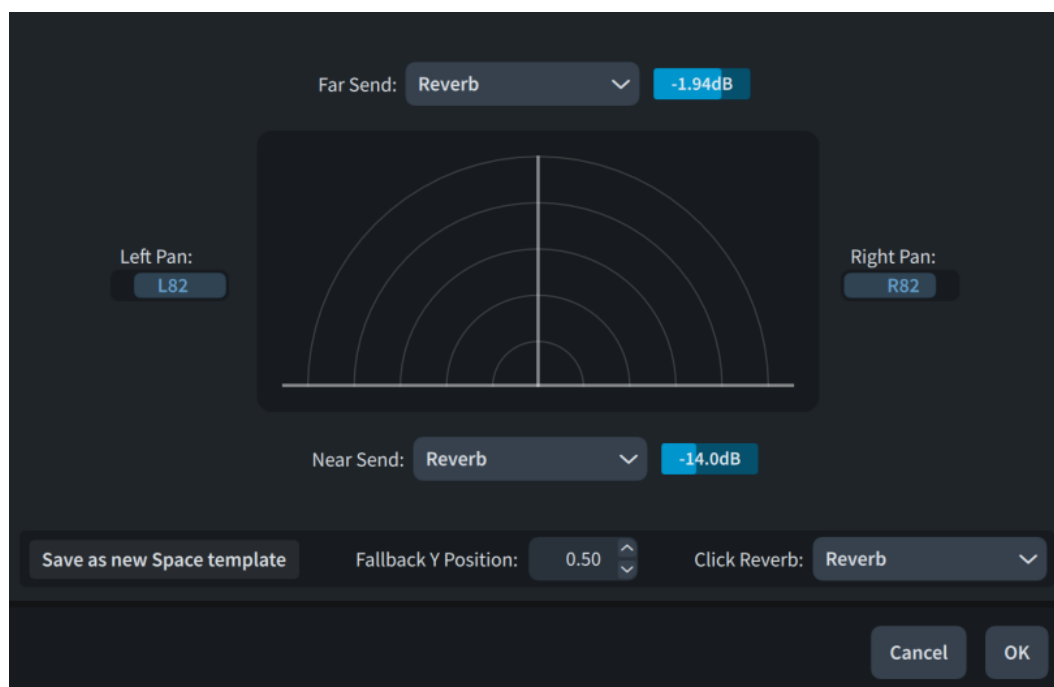 Far Send: Reverb -1.94dB
Left Pan: Right Pan:
L82 R82
Near Send: Reverb -14.0dB
Save as new Space template Fallback Y Position: 0.50 Click Reverb: Reverb
Cancel OK